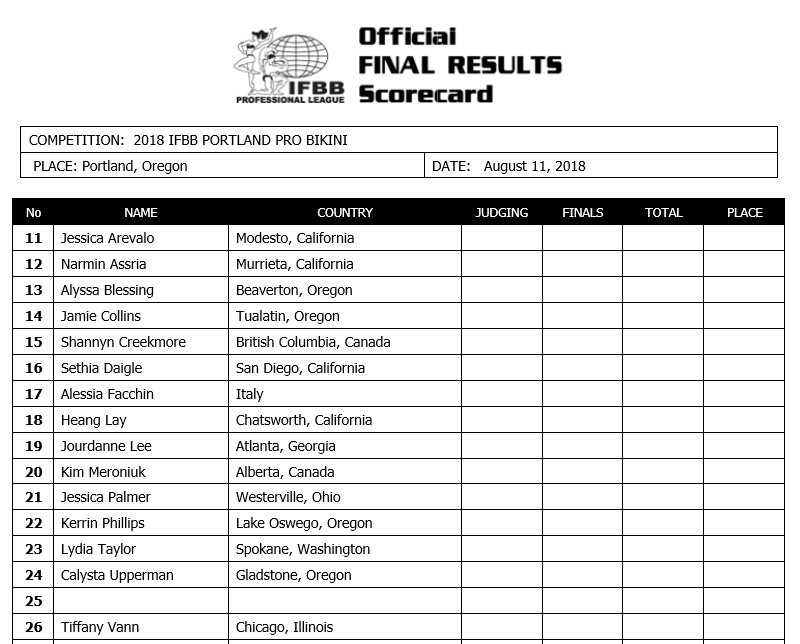 Official
FINAL RESULTS
Scorecard
IFBB
PROFESSIONAL LEAGUE
COMPETITION: 2018 IFBB PORTLAND PRO BIKINI
PLACE: Portland, Oregon DATE: August 11, 2018
No NAME COUNTRY JUDGING FINALS TOTAL PLACE
11 Jessica Arevalo Modesto, California
12 Narmin Assria Murrieta, California
13 Alyssa Blessing Beaverton, Oregon
14 Jamie Collins Tualatin, Oregon
15 Shannyn Creekmore British Columbia, Canada
16 Sethia Daigle San Diego, California
17 Alessia Facchin Italy
18 Heang Lay Chatsworth, California
19 Jourdanne Lee Atlanta, Georgia
20 Kim Meroniuk Alberta, Canada
21 Jessica Palmer Westerville, Ohio
22 Kerrin Phillips Lake Oswego, Oregon
23 Lydia Taylor Spokane, Washington
24 Calysta Upperman Gladstone, Oregon
25
26 Tiffany Vann Chicago, Illinois